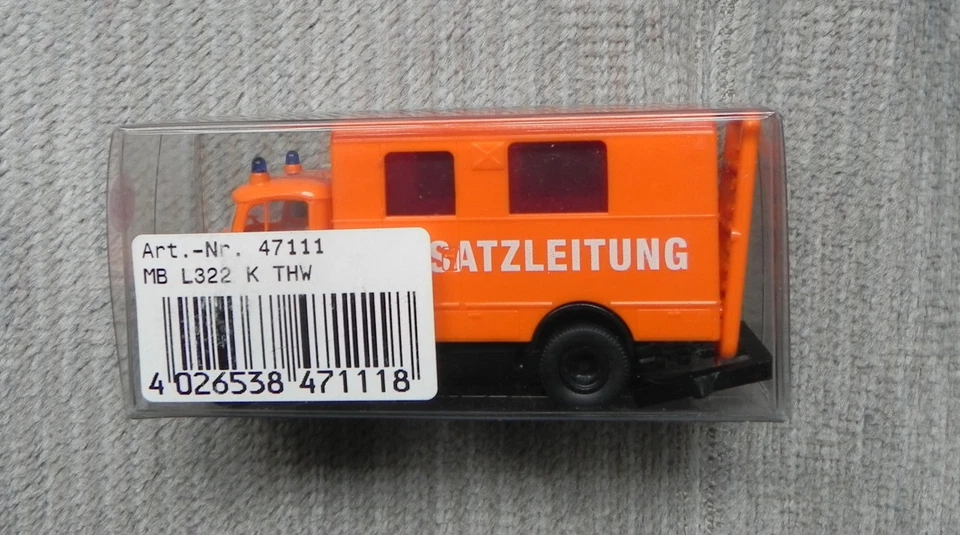 Art.-Nr. 47111
MB L322 K THW
4 026538 471118
SATZLEITUNG